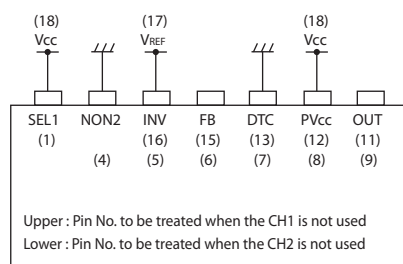 (18) (17) (18)
Vcc VREF Vcc
SEL1 NON2 INV FB DTC PVcc OUT
(1) (16) (15) (13) (12) (11)
(4) (5) (6) (7) (8) (9)
Upper : Pin No. to be treated when the CH1 is not used
Lower : Pin No. to be treated when the CH2 is not used